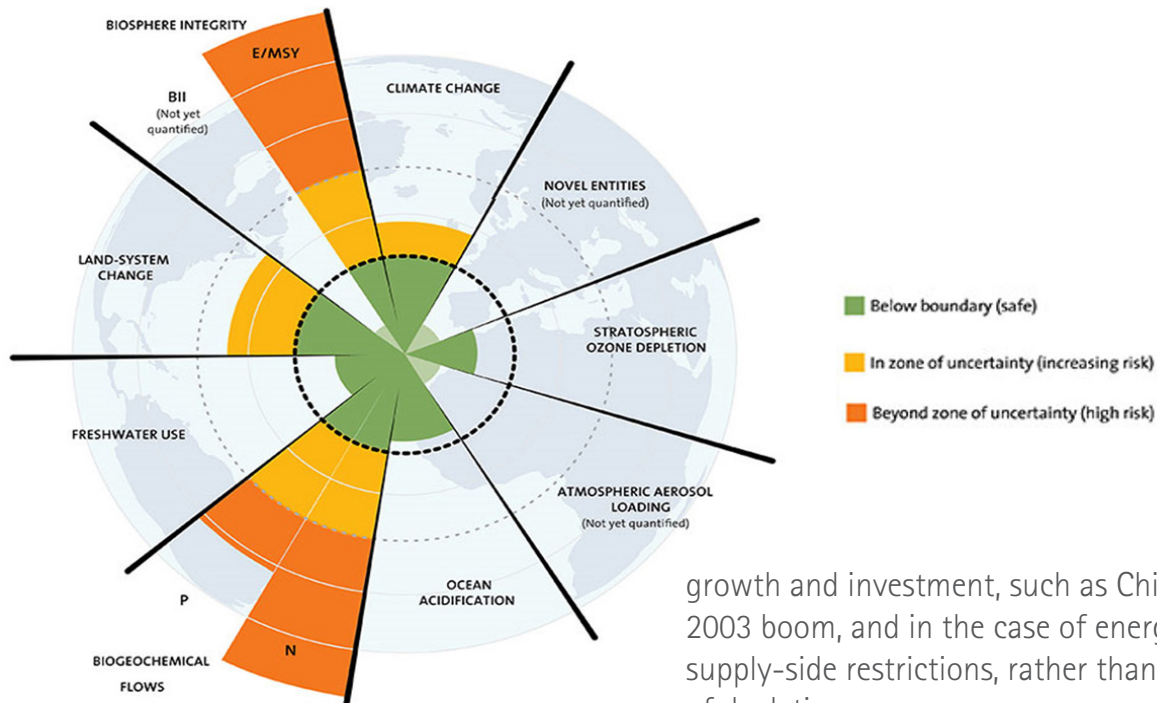 BIOSPHERE INTEGRITY
E/MSY
CLIMATE CHANGE
BII
(Not yet
quantified)
NOVEL ENTITIES
(Not yet quantified)
LAND-SYSTEM
CHANGE
STRATOSPHERIC
OZONE DEPLETION
FRESHWATER USE
ATMOSPHERIC AEROSOL
LOADING
(Not yet quantified)
OCEAN
ACIDIFICATION
P
N
BIOGEOCHEMICAL
FLOWS
Below boundary (safe)
In zone of uncertainty (increasing risk)
Beyond zone of uncertainty (high risk)
growth and investment, such as
2003 boom, and in the case of
supply-side restrictions, rather than